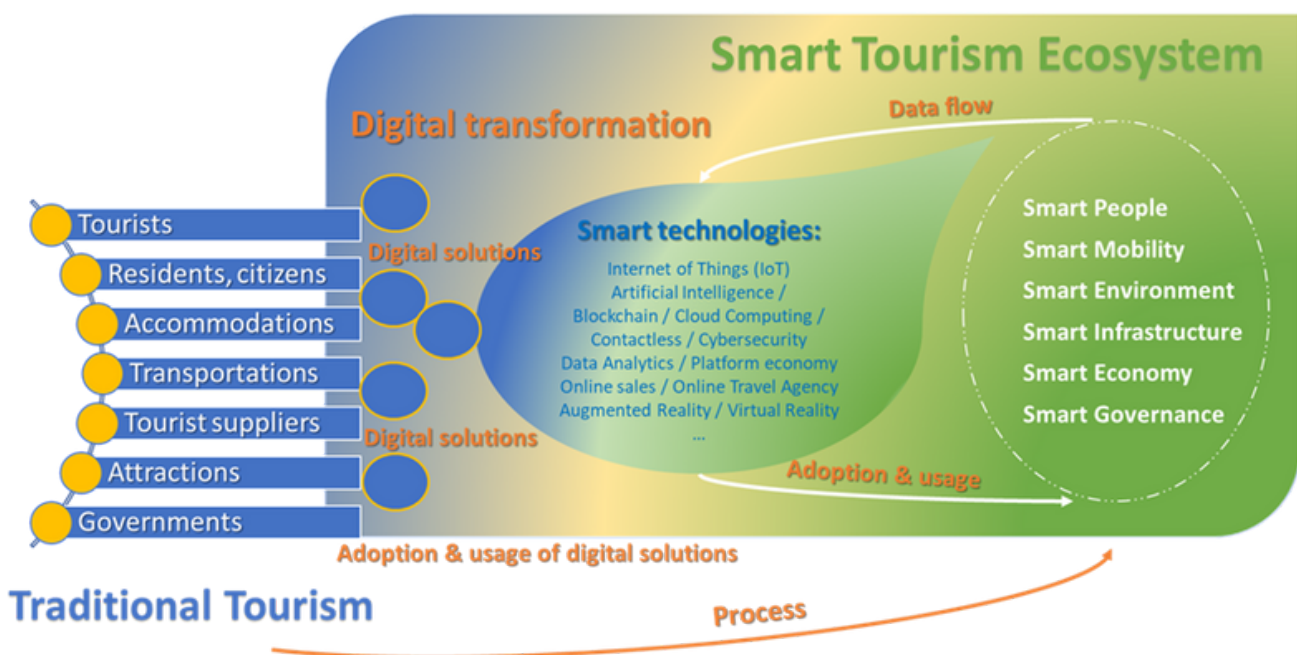 Smart Tourism Ecosystem
Data flow
Digital transformation
Tourists
Residents, citizens
Accommodations
Transportations
Tourist suppliers
Attractions
Governments
Digital solutions
Digital solutions
Smart technologies:
Internet of Things (IoT)
Artificial Intelligence /
Blockchain / Cloud Computing /
Contactless / Cybersecurity
Data Analytics / Platform economy
Online sales / Online Travel Agency
Augmented Reality / Virtual Reality
...
Smart People
Smart Mobility
Smart Environment
Smart Infrastructure
Smart Economy
Smart Governance
Adoption & usage
Adoption & usage of digital solutions
Traditional Tourism
Process